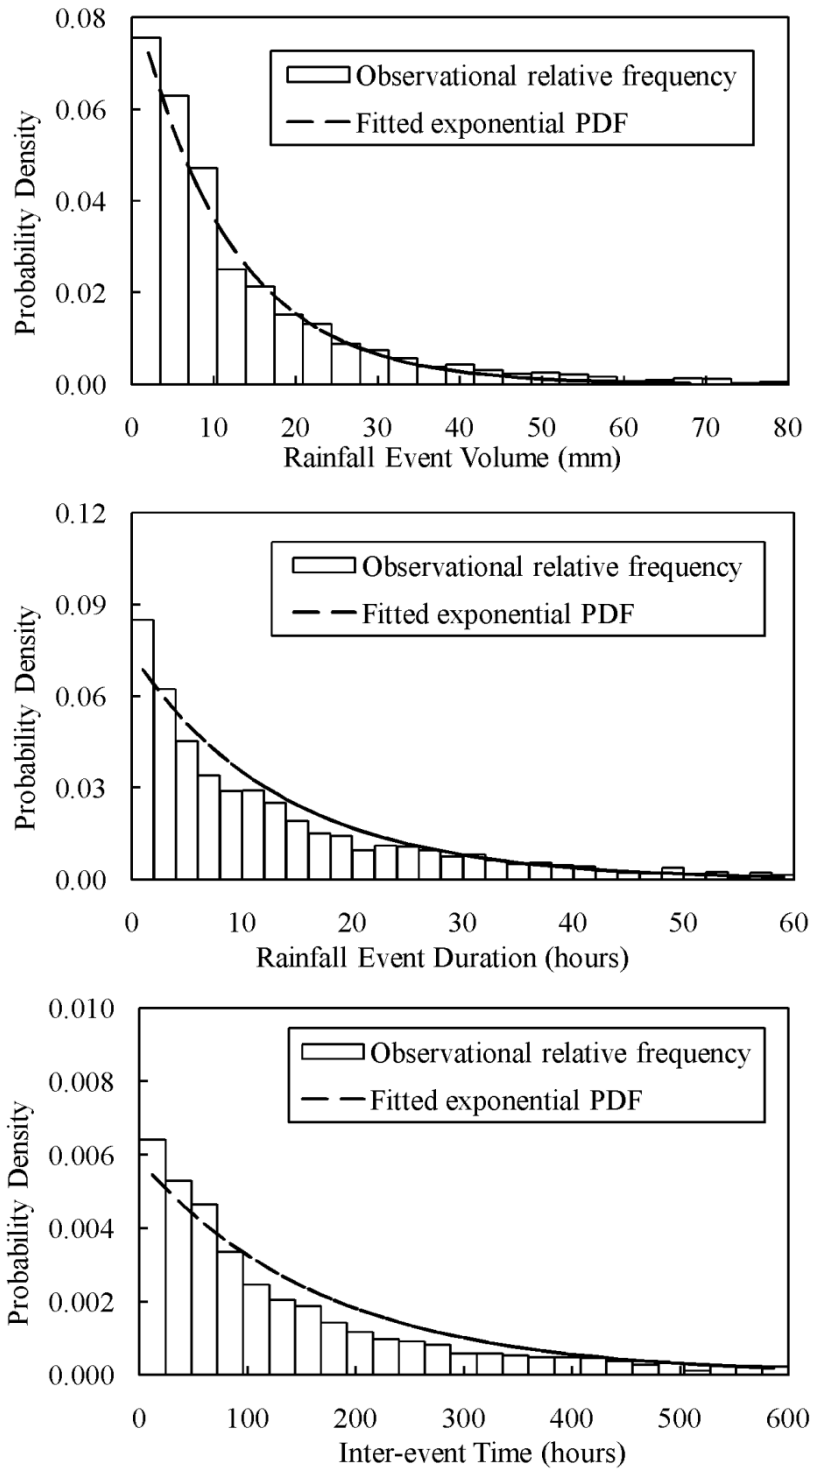 0.08
0.06
0.04
0.02
0.00
Probability Density
Observational relative frequency
Fitted exponential PDF
0 10 20 30 40 50 60 70 80
Rainfall Event Volume (mm)
0.12
0.09
0.06
0.03
0.00
Probability Density
Observational relative frequency
Fitted exponential PDF
0 10 20 30 40 50 60
Rainfall Event Duration (hours)
0.010
0.008
0.006
0.004
0.002
0.000
Probability Density
Observational relative frequency
Fitted exponential PDF
0 100 200 300 400 500 600
Inter-event Time (hours)